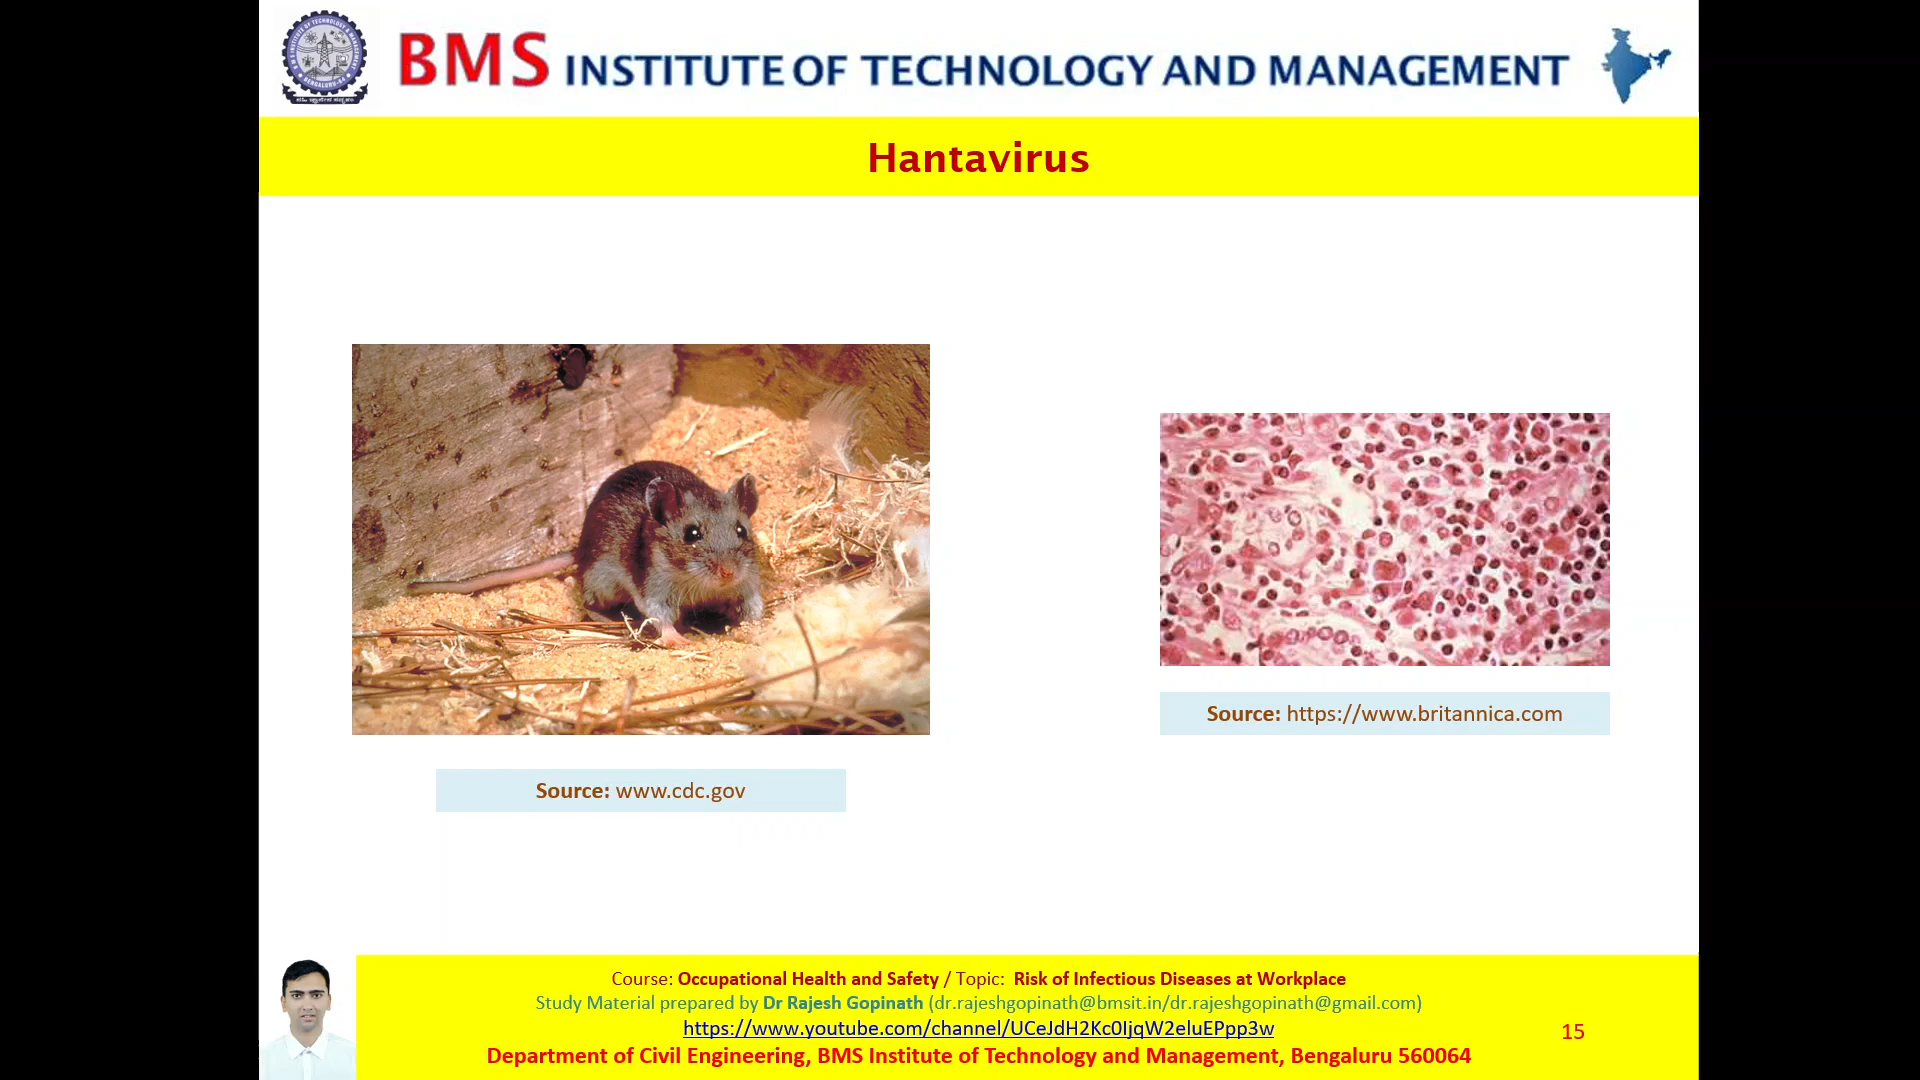 BMS INSTITUTE OF TECHNOLOGY AND MANAGEMENT
Hantavirus
Source: https://www.britannica.com
Source: www.cdc.gov
Course: Occupational Health and Safety / Topic: Risk of Infectious Diseases at Workplace
Study Material prepared by Dr Rajesh Gopinath (dr.rajeshgopinath@bmsit.in/dr.rajeshgopinath@gmail.com)
https://www.youtube.com/channel/UCeJdH2Kc0IjqW2eluEPpp3w
15
Department of Civil Engineering, BMS Institute of Technology and Management, Bengaluru 560064